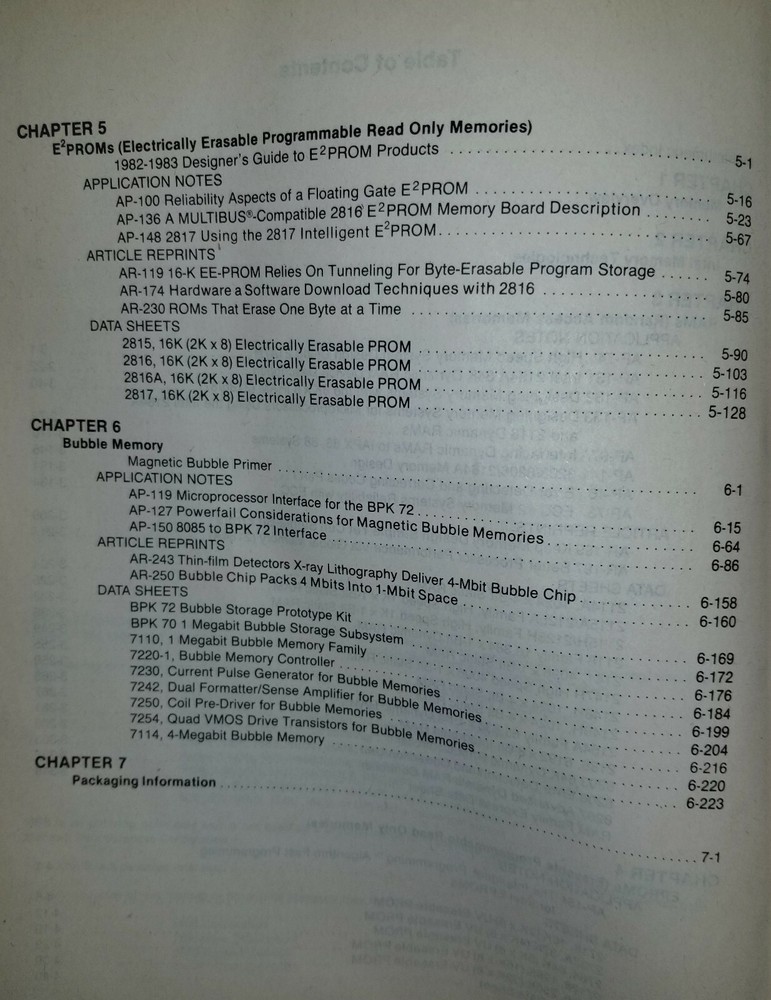 CHAPTER 5
E²PROMs (Electrically Erasable Programmable Read Only Memories)
1982-1983 Designer's Guide to E²PROM Products 5-1
APPLICATION NOTES
AP-100 Reliability Aspects of a Floating Gate E²PROM 5-16
AP-136 A MULTIBUS®-Compatible 2816 E²PROM Memory Board Description 5-23
AP-148 2817 Using the 2817 Intelligent E²PROM 5-67
ARTICLE REPRINTS
AR-119 16-K EE-PROM Relies On Tunneling For Byte-Erasable Program Storage 5-74
AR-174 Hardware a Software Download Techniques with 2816 5-80
AR-230 ROMs That Erase One Byte at a Time 5-85
DATA SHEETS
2815, 16K (2K x 8) Electrically Erasable PROM 5-90
2816, 16K (2K x 8) Electrically Erasable PROM 5-103
2816A, 16K (2K x 8) Electrically Erasable PROM 5-116
2817, 16K (2K x 8) Electrically Erasable PROM 5-128
CHAPTER 6
Bubble Memory
Magnetic Bubble Primer 6-1
APPLICATION NOTES
AP-119 Microprocessor Interface for the BPK 72 6-15
AP-127 Powerfail Considerations for Magnetic Bubble Memories 6-64
AP-150 8085 to BPK 72 Interface 6-86
ARTICLE REPRINTS
AR-243 Thin-film Detectors X-ray Lithography Deliver 4-Mbit Bubble Chip 6-158
AR-250 Bubble Chip Packs 4 Mbits Into 1-Mbit Space 6-160
DATA SHEETS
BPK 72 Bubble Storage Prototype Kit 6-169
BPK 70 1 Megabit Bubble Storage Subsystem 6-172
7110, 1 Megabit Bubble Memory Family 6-176
7220-1, Bubble Memory Controller 6-184
7230, Current Pulse Generator for Bubble Memories 6-199
7242, Dual Formatter/Sense Amplifier for Bubble Memories 6-204
7250, Coil Pre-Driver for Bubble Memories 6-216
7254, Quad VMOS Drive Transistors for Bubble Memories 6-220
7114, 4-Megabit Bubble Memory 6-223
CHAPTER 7
Packaging Information 7-1